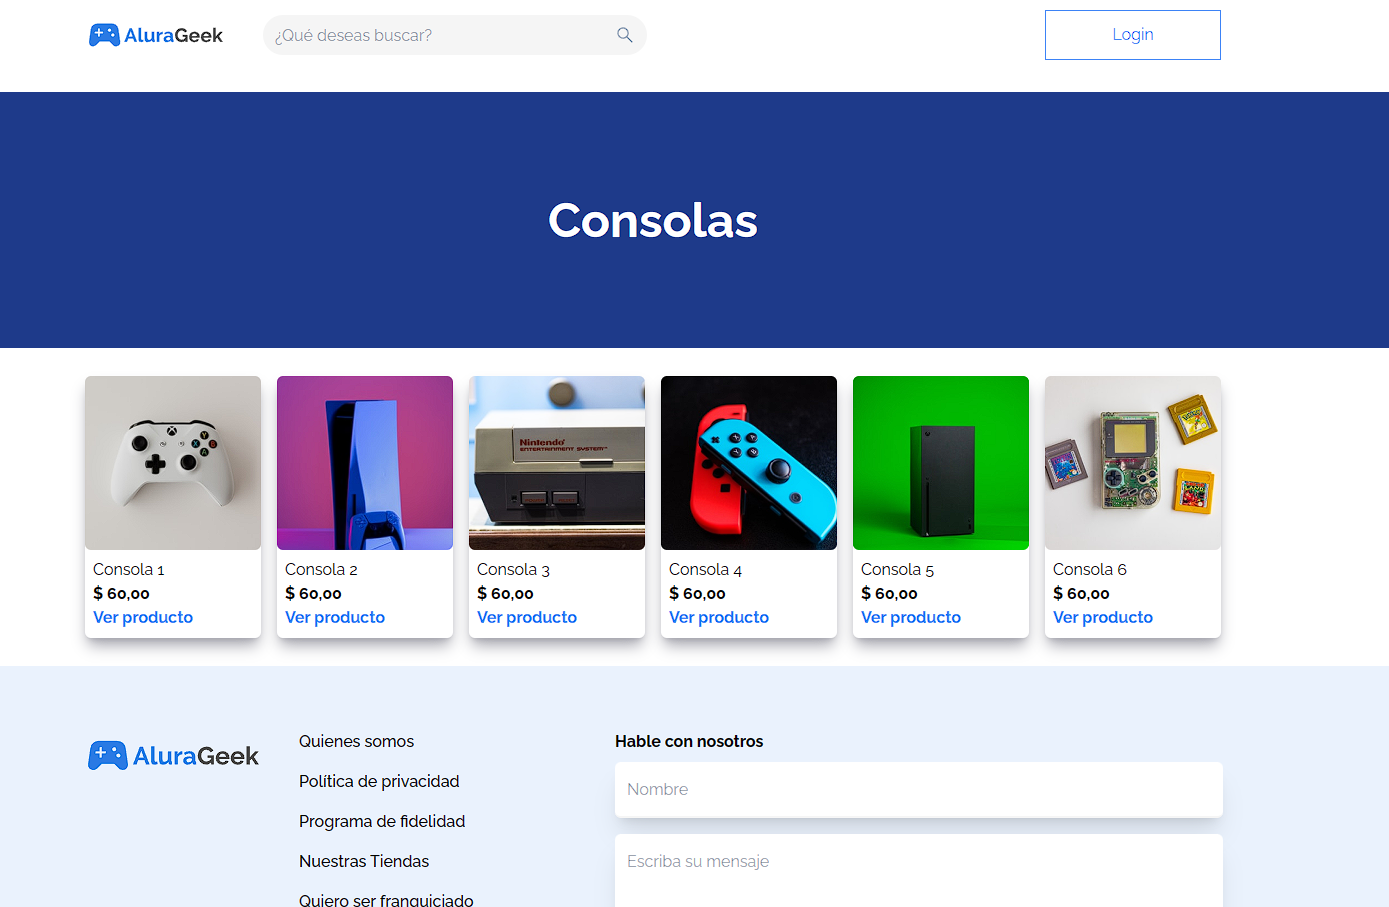 AluraGeek
¿Qué deseas buscar?
Login
Consolas
Nintendo
ENTERTAINMENT SYSTEM
Consola 1
$ 60,00
Ver producto
Consola 2
$ 60,00
Ver producto
Consola 3
$ 60,00
Ver producto
Consola 4
$ 60,00
Ver producto
Consola 5
$ 60,00
Ver producto
Consola 6
$ 60,00
Ver producto
AluraGeek
Quienes somos
Política de privacidad
Programa de fidelidad
Nuestras Tiendas
Quiero ser franquiciado
Hable con nosotros
Nombre
Escriba su mensaje